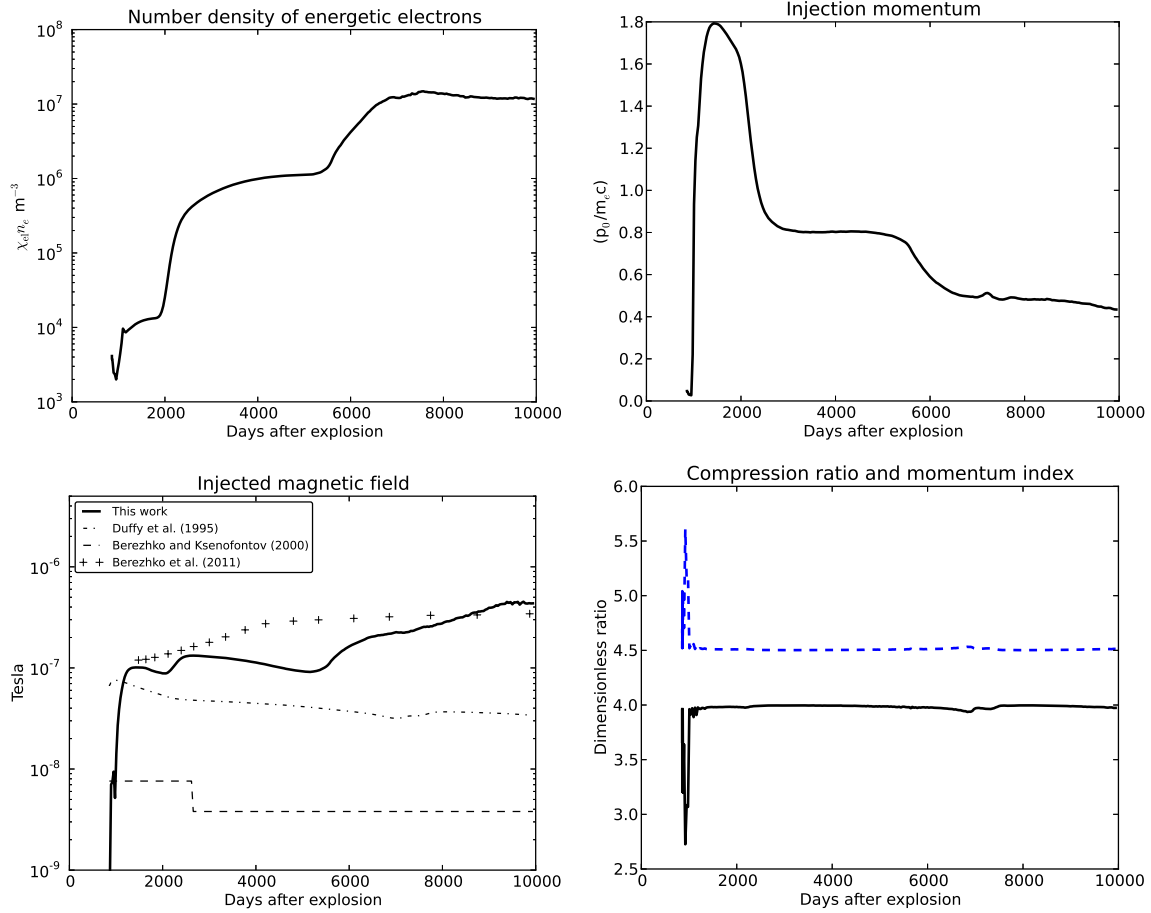 Number density of energetic electrons
10^8
10^7
10^6
10^5
10^4
10^3
χ_el n_e m^−3
0 2000 4000 6000 8000 10000
Days after explosion
Injection momentum
1.8
1.6
1.4
1.2
1.0
0.8
0.6
0.4
0.2
0.0
(p_0/m_e c)
0 2000 4000 6000 8000 10000
Days after explosion
Injected magnetic field
This work
Duffy et al. (1995)
Berezhko and Ksenofontov (2000)
Berezhko et al. (2011)
10^-6
10^-7
10^-8
10^-9
Tesla
0 2000 4000 6000 8000 10000
Days after explosion
Compression ratio and momentum index
6.0
5.5
5.0
4.5
4.0
3.5
3.0
2.5
Dimensionless ratio
0 2000 4000 6000 8000 10000
Days after explosion